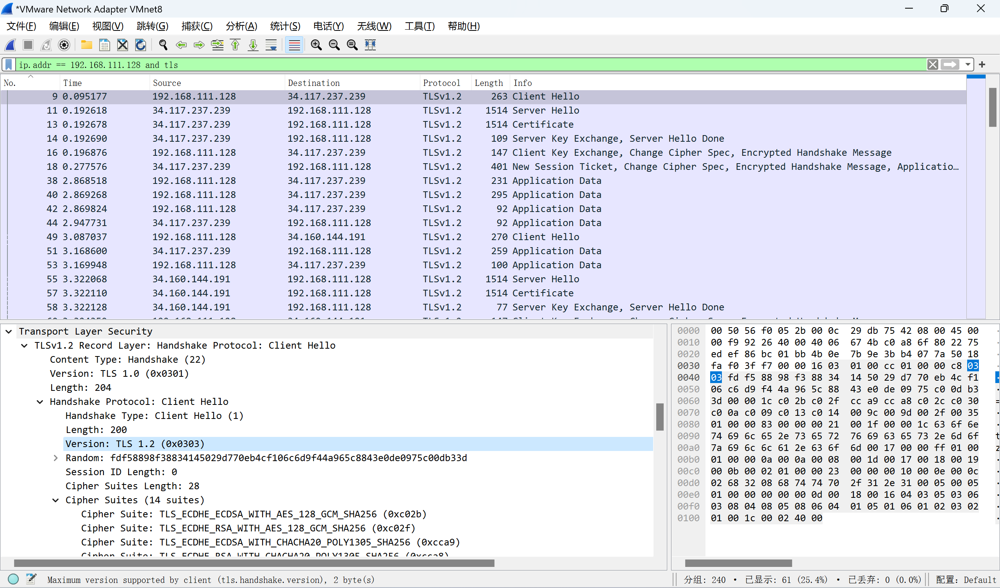 *VMware Network Adapter VMnet8
文件(F) 编辑(E) 视图(V) 跳转(G) 捕获(C) 分析(A) 统计(S) 电话(Y) 无线(W) 工具(T) 帮助(H)
ip.addr == 192.168.111.128 and tls
No. Time Source Destination Protocol Length Info
9 0.095177 192.168.111.128 34.117.237.239 TLSv1.2 263 Client Hello
11 0.192618 34.117.237.239 192.168.111.128 TLSv1.2 1514 Server Hello
13 0.192678 34.117.237.239 192.168.111.128 TLSv1.2 1514 Certificate
14 0.192690 34.117.237.239 192.168.111.128 TLSv1.2 109 Server Key Exchange, Server Hello Done
16 0.196876 192.168.111.128 34.117.237.239 TLSv1.2 147 Client Key Exchange, Change Cipher Spec, Encrypted Handshake Message
18 0.277576 34.117.237.239 192.168.111.128 TLSv1.2 401 New Session Ticket, Change Cipher Spec, Encrypted Handshake Message, Applicatio…
38 2.868518 192.168.111.128 34.117.237.239 TLSv1.2 231 Application Data
40 2.869268 192.168.111.128 34.117.237.239 TLSv1.2 295 Application Data
42 2.869824 192.168.111.128 34.117.237.239 TLSv1.2 92 Application Data
44 2.947731 34.117.237.239 192.168.111.128 TLSv1.2 92 Application Data
49 3.087037 192.168.111.128 34.160.144.191 TLSv1.2 270 Client Hello
51 3.168600 34.117.237.239 192.168.111.128 TLSv1.2 259 Application Data
53 3.169948 192.168.111.128 34.117.237.239 TLSv1.2 100 Application Data
55 3.322068 34.160.144.191 192.168.111.128 TLSv1.2 1514 Server Hello
57 3.322110 34.160.144.191 192.168.111.128 TLSv1.2 1514 Certificate
58 3.322128 34.160.144.191 192.168.111.128 TLSv1.2 77 Server Key Exchange, Server Hello Done
Transport Layer Security
TLSv1.2 Record Layer: Handshake Protocol: Client Hello
Content Type: Handshake (22)
Version: TLS 1.0 (0x0301)
Length: 204
Handshake Protocol: Client Hello
Handshake Type: Client Hello (1)
Length: 200
Version: TLS 1.2 (0x0303)
Random: fdf58898f38834145029d770eb4cf106c6d9f44a965c8843e0de0975c00db33d
Session ID Length: 0
Cipher Suites Length: 28
Cipher Suites (14 suites)
Cipher Suite: TLS_ECDHE_ECDSA_WITH_AES_128_GCM_SHA256 (0xc02b)
Cipher Suite: TLS_ECDHE_RSA_WITH_AES_128_GCM_SHA256 (0xc02f)
Cipher Suite: TLS_ECDHE_ECDSA_WITH_CHACHA20_POLY1305_SHA256 (0xcca9)
Cipher Suite: TLS_ECDHE_RSA_WITH_CHACHA20_POLY1305_SHA256 (0xcca8)
0000 00 50 56 f0 05 2b 00 0c 29 db 75 42 08 00 45 00
0010 00 f9 92 26 40 00 40 06 67 4b c0 a8 6f 80 22 75
0020 ed ef 86 bc 01 bb 4b 0e 7b 9e 3b b4 07 7a 50 18
0030 fa f0 3f f7 00 00 16 03 01 00 cc 01 00 00 c8 03
0040 03 fd f5 88 98 f3 88 34 14 50 29 d7 70 eb 4c f1
0050 06 c6 d9 f4 4a 96 5c 88 43 e0 de 09 75 c0 0d b3
0060 3d 00 00 1c c0 2b c0 2f cc a9 cc a8 c0 2c c0 30
0070 c0 0a c0 09 c0 13 c0 14 00 9c 00 9d 00 2f 00 35
0080 01 00 00 83 00 00 00 21 00 1f 00 00 1c 63 6f 6e
0090 74 69 6c 65 2e 73 65 72 76 69 63 65 73 2e 6d 6f
00a0 7a 69 6c 6c 61 2e 63 6f 6d 00 17 00 00 ff 01 00
00b0 01 00 00 0a 00 0a 00 08 00 1d 00 17 00 18 00 19
00c0 00 0b 00 02 01 00 00 23 00 00 00 10 00 0e 00 0c
00d0 02 68 32 08 68 74 74 70 2f 31 2e 31 00 05 00 05
00e0 01 00 00 00 00 00 0d 00 18 00 16 04 03 05 03 06
00f0 03 08 04 08 05 08 06 04 01 05 01 06 01 02 03 02
0100 01 00 1c 00 02 40 00
Maximum version supported by client (tls.handshake.version), 2 byte(s)
分组: 240 • 已显示: 61 (25.4%) • 已丢弃: 0 (0.0%)
配置: Default